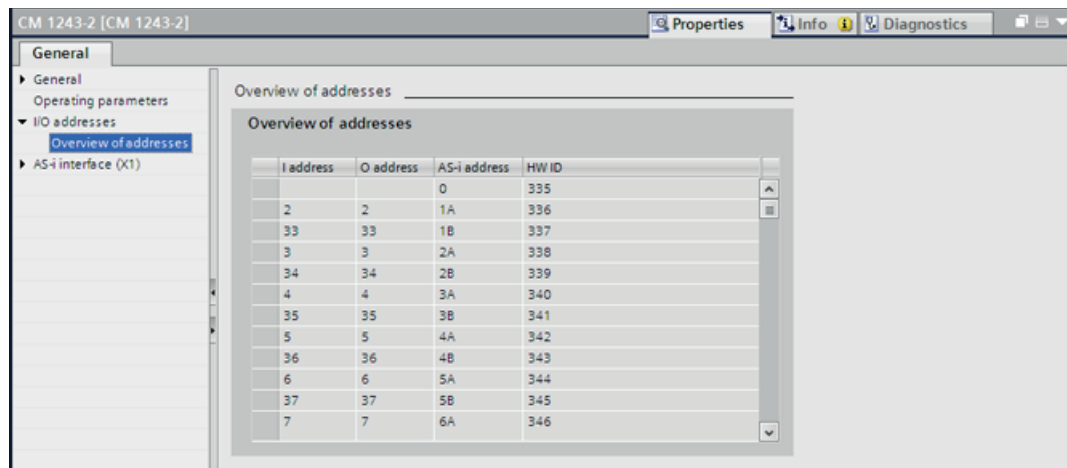 CM 1243-2 [CM 1243-2]
Properties
Info
Diagnostics
General
General
Operating parameters
I/O addresses
Overview of addresses
AS-i interface (X1)
Overview of addresses
Overview of addresses
I address O address AS-i address HW ID
0 335
2 2 1A 336
33 33 1B 337
3 3 2A 338
34 34 2B 339
4 4 3A 340
35 35 3B 341
5 5 4A 342
36 36 4B 343
6 6 5A 344
37 37 5B 345
7 7 6A 346